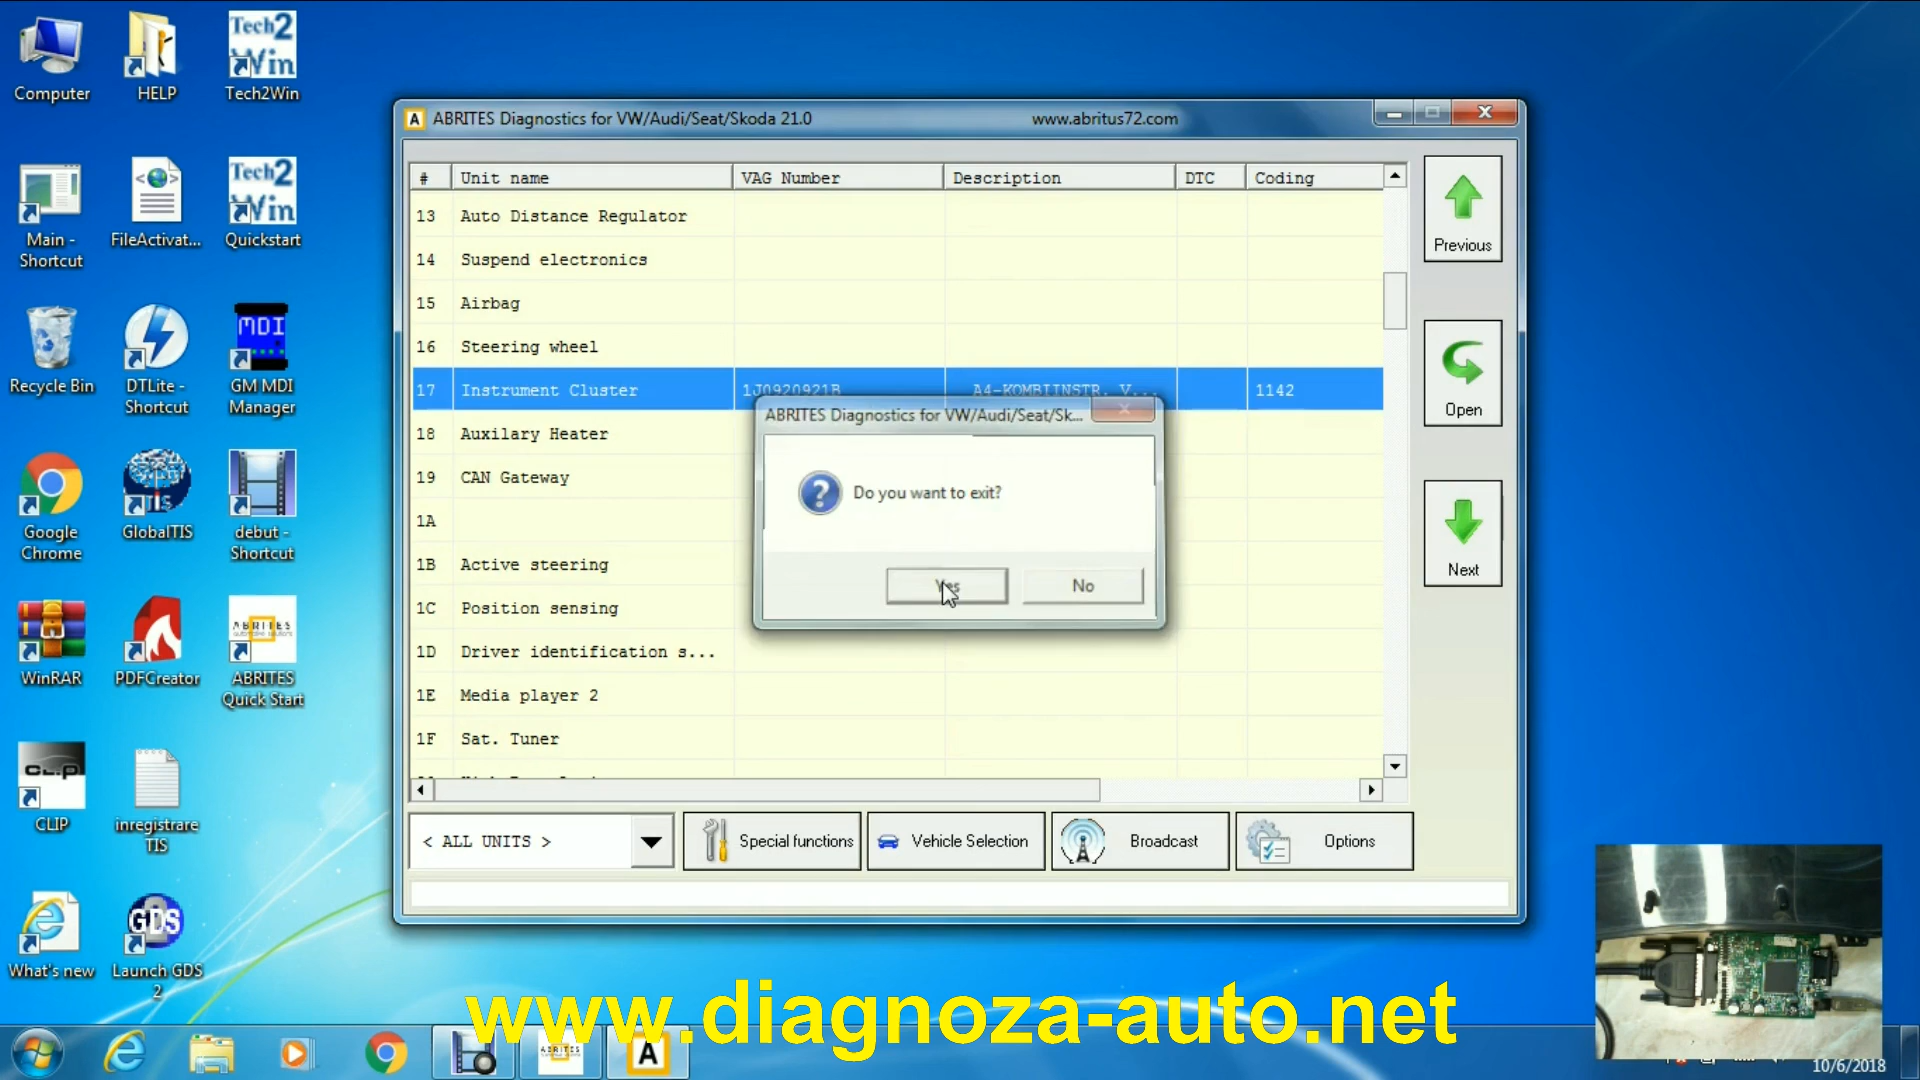 Computer
HELP
Tech2Win
Main - Shortcut
FileActivat...
Quickstart
Recycle Bin
DTLite - Shortcut
GM MDI Manager
Google Chrome
GlobalTIS
debut - Shortcut
WinRAR
PDFCreator
ABRITES Quick Start
CLIP
inregistrare TIS
What's new
Launch GDS 2
ABRITES Diagnostics for VW/Audi/Seat/Skoda 21.0 www.abritus72.com
# Unit name VAG Number Description DTC Coding
13 Auto Distance Regulator
14 Suspend electronics
15 Airbag
16 Steering wheel
17 Instrument Cluster 1J0920921B A4-KOMBIINSTR. V... 1142
18 Auxilary Heater
19 CAN Gateway
1A
1B Active steering
1C Position sensing
1D Driver identification s...
1E Media player 2
1F Sat. Tuner
Previous
Open
Next
ABRITES Diagnostics for VW/Audi/Seat/Sk...
Do you want to exit?
Yes No
< ALL UNITS > Special functions Vehicle Selection Broadcast Options
www.diagnoza-auto.net
10/6/2018